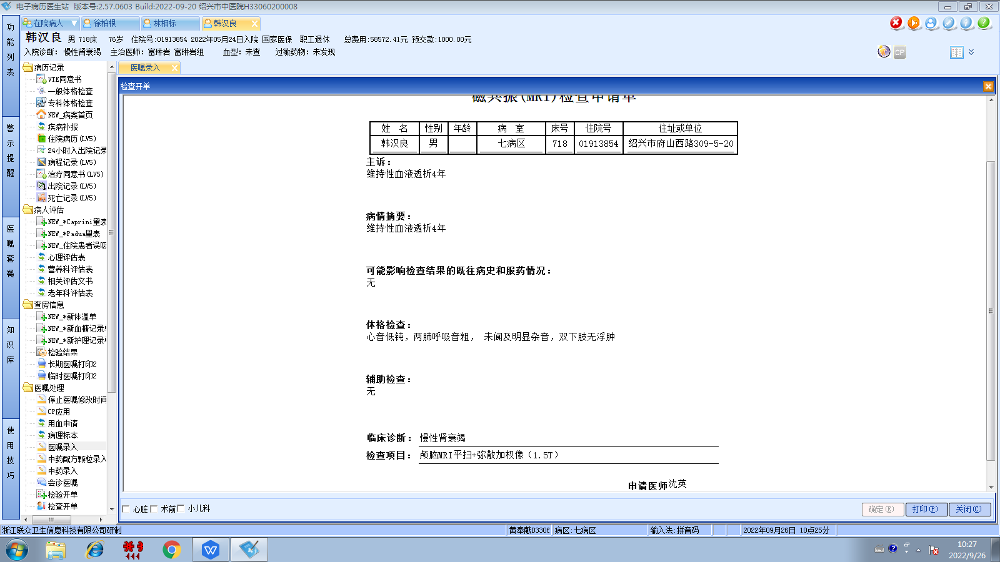 电子病历医生站 版本号:2.57.0603 Build:2022-09-20 绍兴市中医院H33060200008
在院病人 徐柏根 林相标 韩汉良
韩汉良 男 718床 76岁 住院号:01913854 2022年05月24日入院 国家医保 职工退休 总费用:58572.41元 预交款:1000.00元
入院诊断: 慢性肾衰竭 主治医师: 富琳岩 富琳岩组 血型: 未查 过敏药物: 未发现
CP
功能列表
警示提醒
医嘱套餐
知识库
使用技巧
病历记录
VTE同意书
一般体格检查
专科体格检查
NEW_病案首页
疾病补报
住院病历(LV5)
24小时入出院记录
病程记录(LV5)
治疗同意书(LV5)
出院记录(LV5)
死亡记录(LV5)
病人评估
NEW_*Caprini量表
NEW_*Padua量表
NEW_住院患者误吸
心理评估表
营养科评估表
相关评估文书
老年科评估表
查房信息
NEW_*新体温单
NEW_*新血糖记录单
NEW_*新护理记录单
检验结果
长期医嘱打印2
临时医嘱打印2
医嘱处理
停止医嘱修改时间
CP应用
用血申请
病理标本
医嘱录入
中药配方颗粒录入
中药录入
会诊医嘱
检验开单
检查开单
医嘱录入
检查开单
磁共振(MRI)检查申请单
姓 名 性别 年龄 病 室 床号 住院号 住址或单位
韩汉良 男 七病区 718 01913854 绍兴市府山西路309-5-20
主诉:
维持性血液透析4年
病情摘要:
维持性血液透析4年
可能影响检查结果的既往病史和服药情况:
无
体格检查:
心音低钝，两肺呼吸音粗， 未闻及明显杂音，双下肢无浮肿
辅助检查:
无
临床诊断: 慢性肾衰竭
检查项目: 颅脑MRI平扫+弥散加权像（1.5T）
申请医师 沈英
心脏 术前 小儿科
确定(E) 打印(P) 关闭(C)
浙江联众卫生信息科技有限公司研制 黄奉献D330 病区:七病区 输入法:拼音码 2022年09月26日 10点25分
10:27
2022/9/26